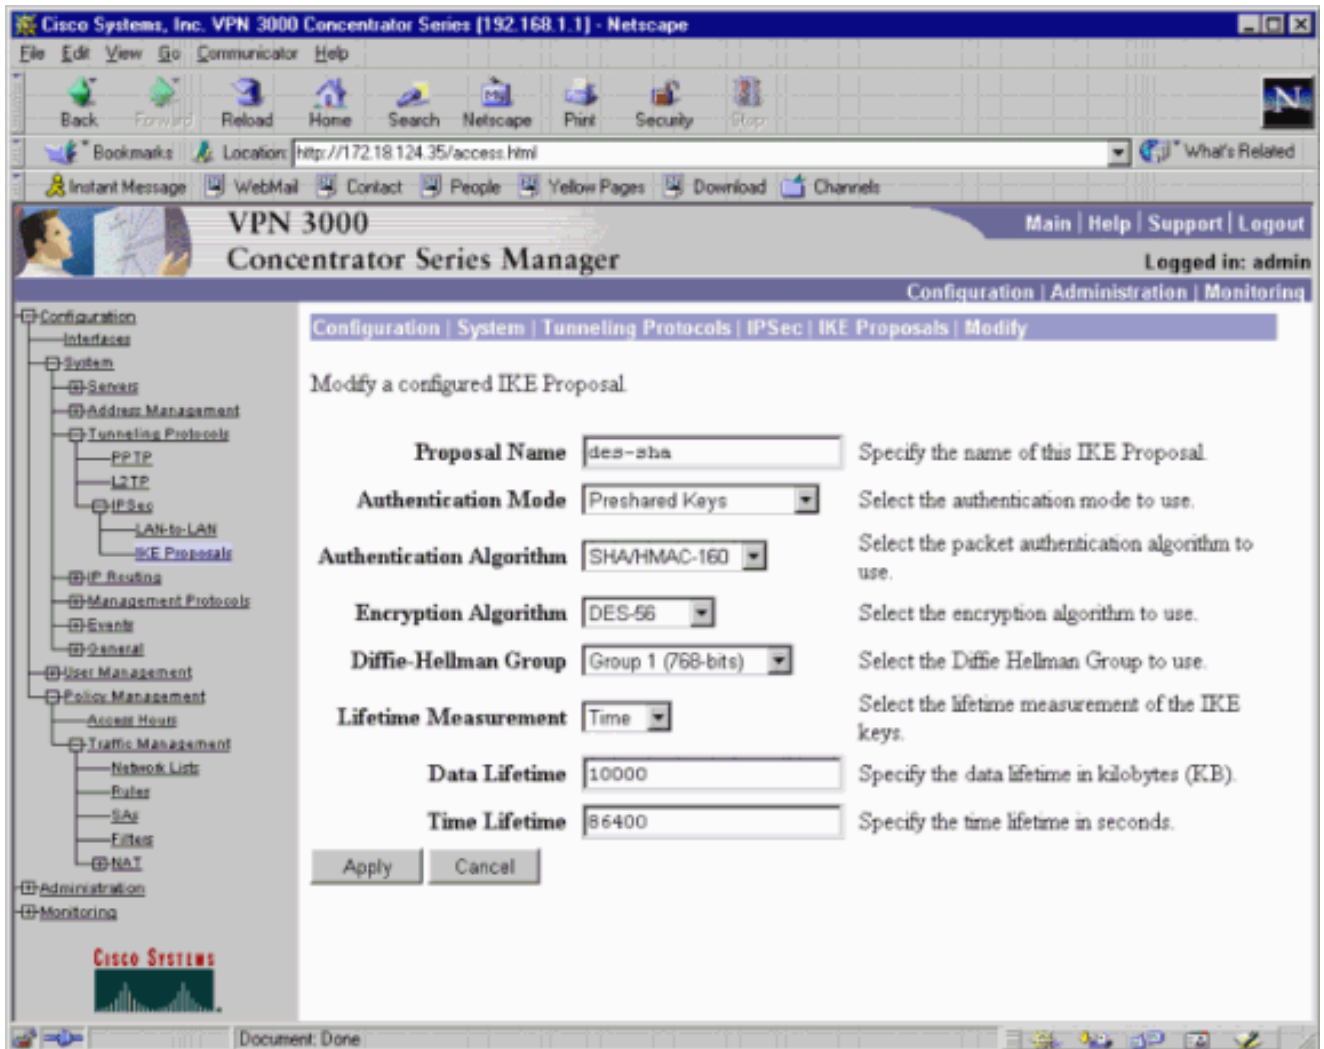 Cisco Systems, Inc. VPN 3000 Concentrator Series [192.168.1.1] - Netscape
File Edit View Go Communicator Help
Back Forward Reload Home Search Netscape Print Security Stop
Bookmarks Location: http://172.18.124.35/access.html What's Related
Instant Message WebMail Contact People Yellow Pages Download Channels
VPN 3000
Concentrator Series Manager
Main | Help | Support | Logout
Logged in: admin
Configuration | Administration | Monitoring
Configuration
Interfaces
System
Servers
Address Management
Tunneling Protocols
PPTP
L2TP
IPSec
LAN-to-LAN
IKE Proposals
IP Routing
Management Protocols
Events
General
User Management
Policy Management
Access Hours
Traffic Management
Network Lists
Rules
SAs
Filters
NAT
Administration
Monitoring
CISCO SYSTEMS
Configuration | System | Tunneling Protocols | IPSec | IKE Proposals | Modify
Modify a configured IKE Proposal.
Proposal Name des-sha Specify the name of this IKE Proposal.
Authentication Mode Preshared Keys Select the authentication mode to use.
Authentication Algorithm SHA/HMAC-160 Select the packet authentication algorithm to
use.
Encryption Algorithm DES-56 Select the encryption algorithm to use.
Diffie-Hellman Group Group 1 (768-bits) Select the Diffie Hellman Group to use.
Lifetime Measurement Time Select the lifetime measurement of the IKE
keys.
Data Lifetime 10000 Specify the data lifetime in kilobytes (KB).
Time Lifetime 86400 Specify the time lifetime in seconds.
Apply Cancel
Document: Done